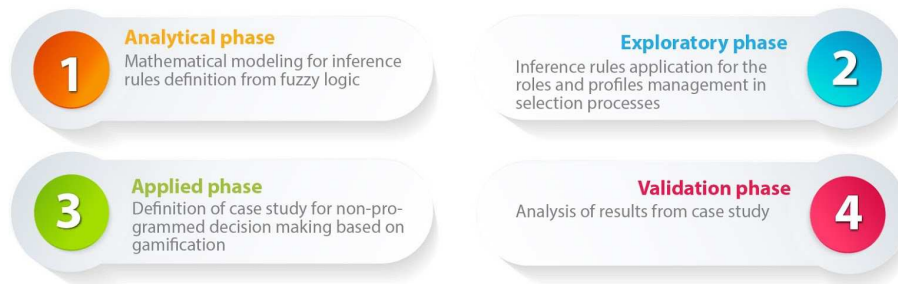 1
Analytical phase
Mathematical modeling for inference
rules definition from fuzzy logic
Exploratory phase
Inference rules application for the
roles and profiles management in
selection processes
2
3
Applied phase
Definition of case study for non-pro-
grammed decision making based on
gamification
Validation phase
Analysis of results from case study
4